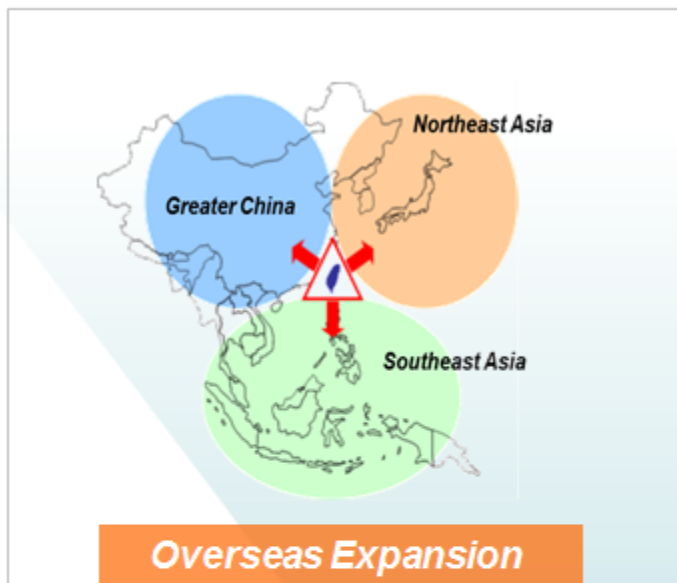 Northeast Asia
Greater China
Southeast Asia
Overseas Expansion